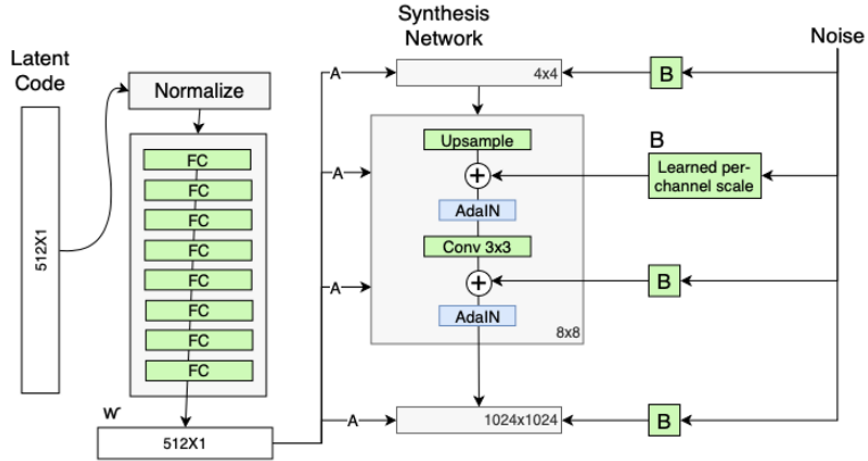 Latent
Code
512X1
Normalize
FC
FC
FC
FC
FC
FC
FC
FC
w
512X1
Synthesis
Network
A
4x4
B
Noise
A
Upsample
+
AdaIN
Conv 3x3
+
AdaIN
8x8
B
Learned per-
channel scale
A
B
A
1024x1024
B